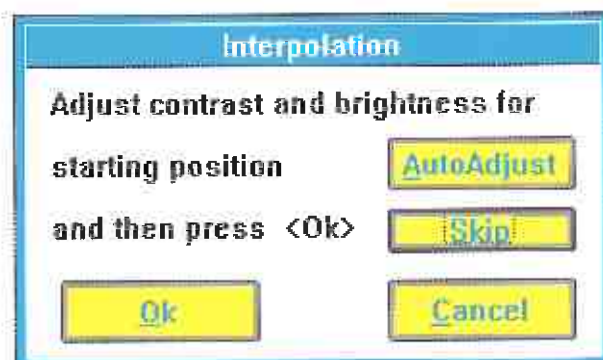 Interpolation
Adjust contrast and brightness for
starting position
AutoAdjust
and then press <Ok>
Skip
Ok
Cancel